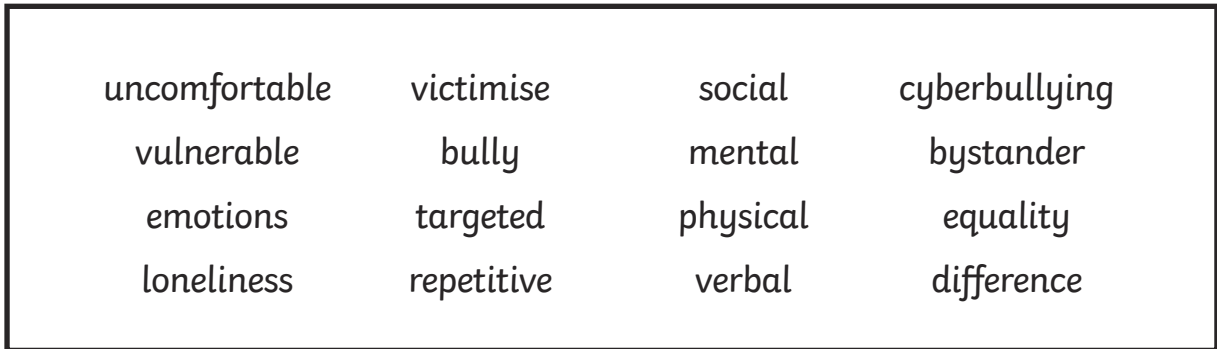 uncomfortable victimise social cyberbullying
vulnerable bully mental bystander
emotions targeted physical equality
loneliness repetitive verbal difference